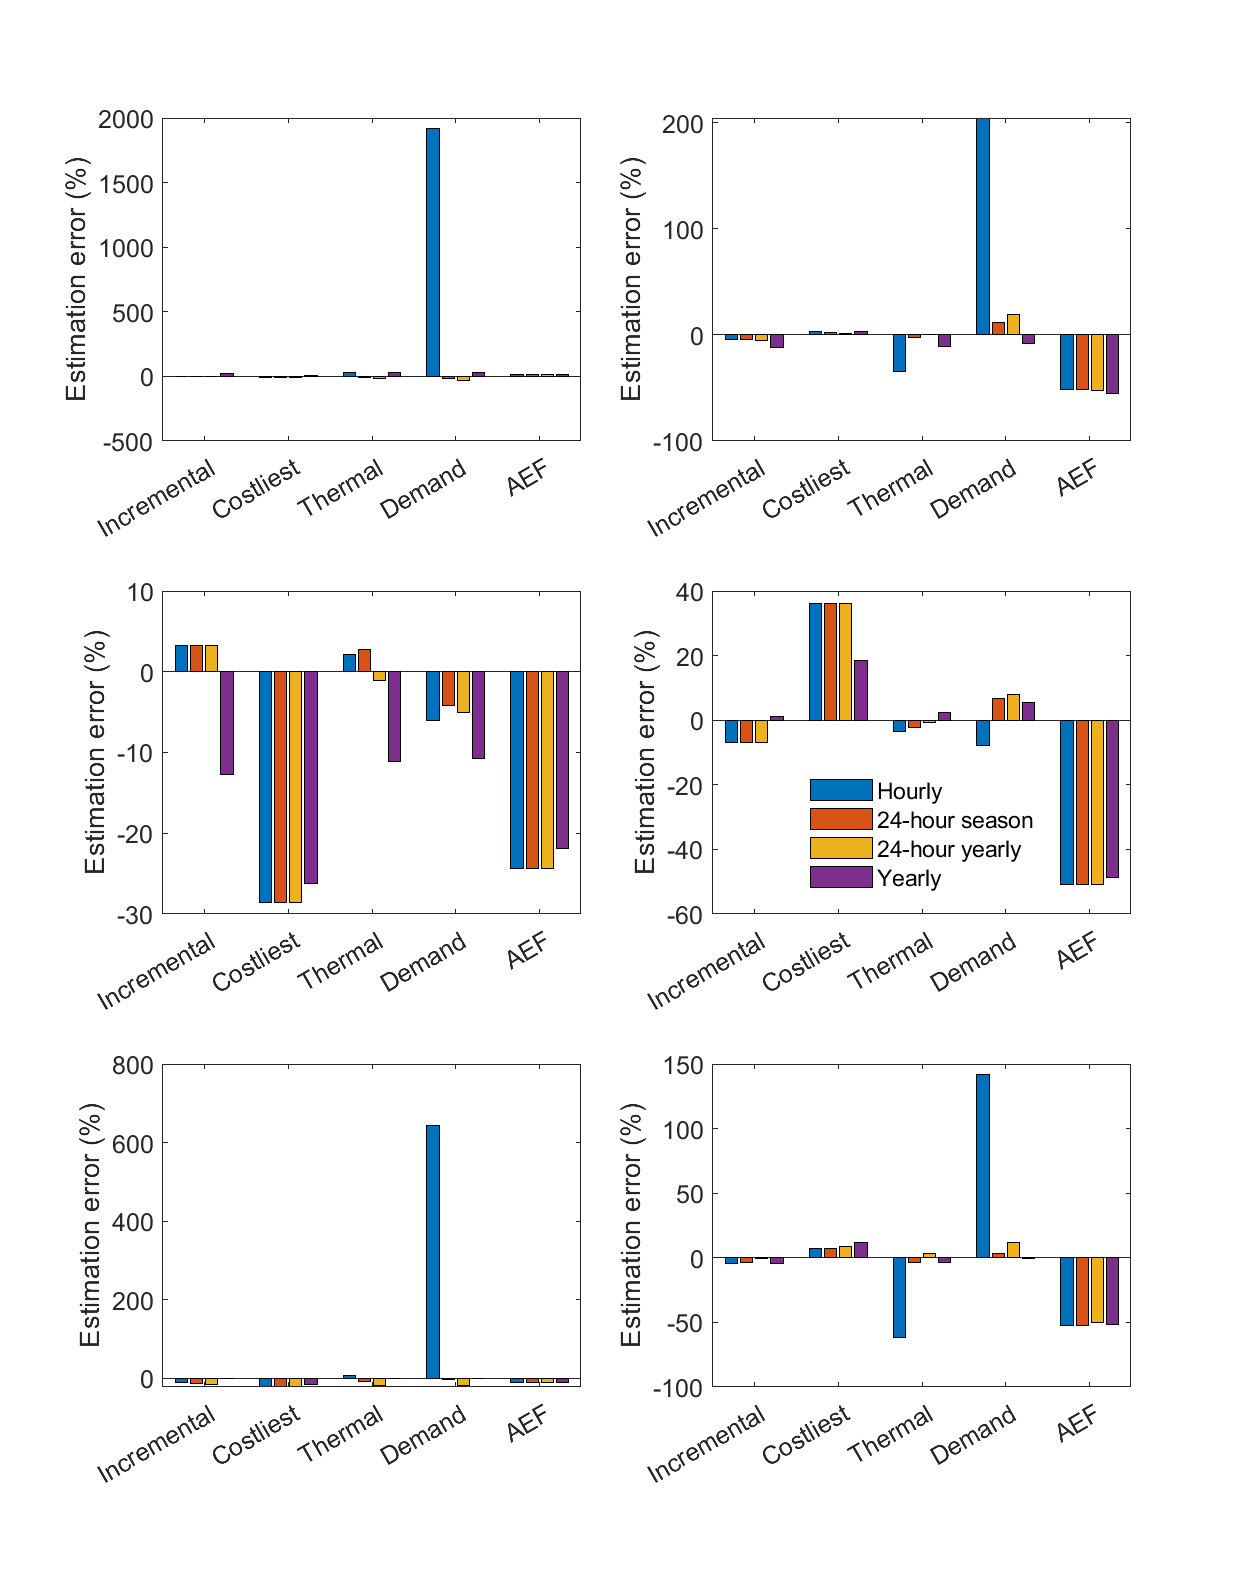 Estimation error (%)
2000
1500
1000
500
0
-500
Incremental
Costliest
Thermal
Demand
AEF
Estimation error (%)
200
100
0
-100
Incremental
Costliest
Thermal
Demand
AEF
Estimation error (%)
10
0
-10
-20
-30
Incremental
Costliest
Thermal
Demand
AEF
Estimation error (%)
40
20
0
-20
-40
-60
Hourly
24-hour season
24-hour yearly
Yearly
Incremental
Costliest
Thermal
Demand
AEF
Estimation error (%)
800
600
400
200
0
Incremental
Costliest
Thermal
Demand
AEF
Estimation error (%)
150
100
50
0
-50
-100
Incremental
Costliest
Thermal
Demand
AEF